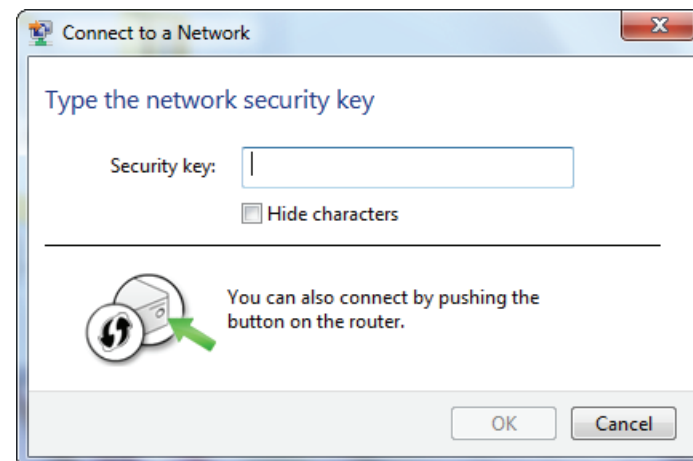 Connect to a Network
Type the network security key
Security key:
Hide characters
You can also connect by pushing the
button on the router.
OK
Cancel